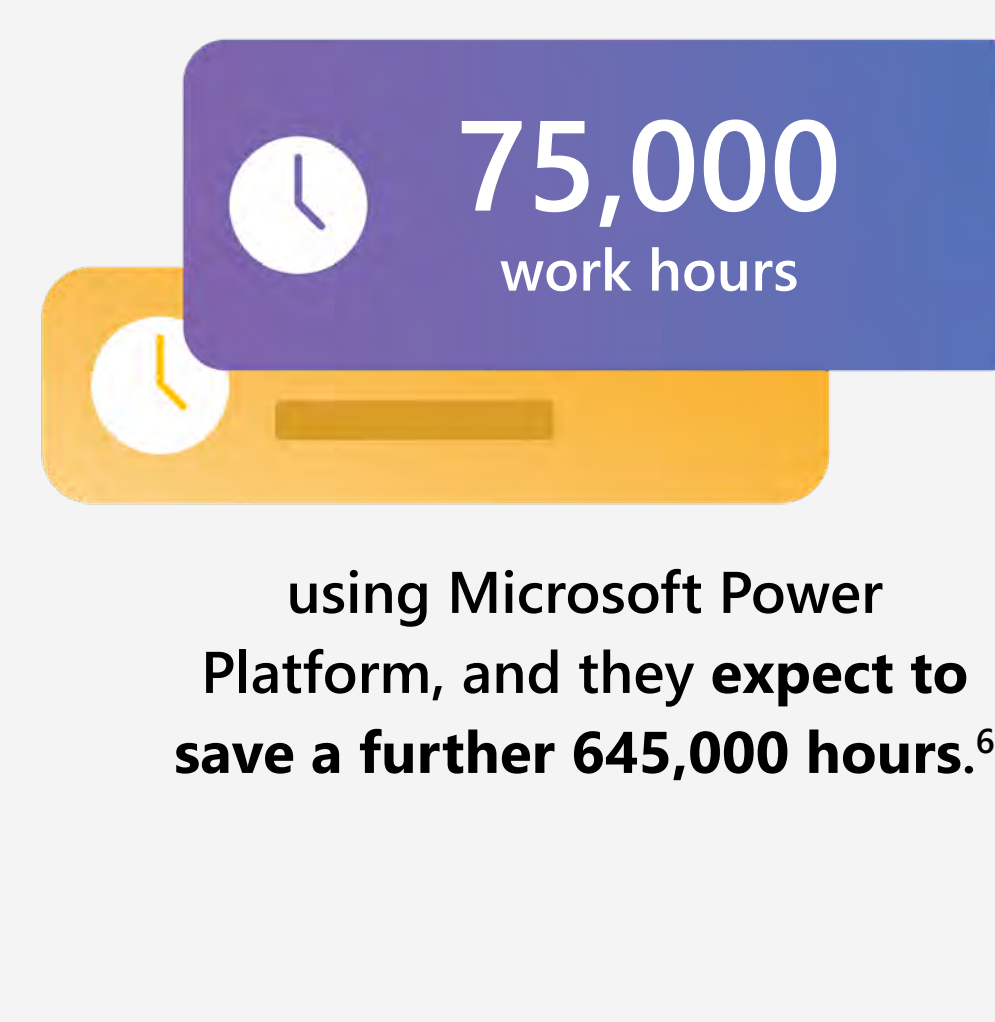 75,000
work hours
using Microsoft Power
Platform, and they expect to
save a further 645,000 hours.6